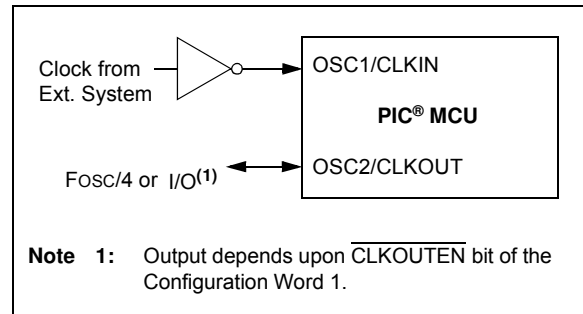 Clock from
Ext. System
OSC1/CLKIN
PIC® MCU
FOSC/4 or I/O(1)
OSC2/CLKOUT
Note 1: Output depends upon CLKOUTEN bit of the
Configuration Word 1.